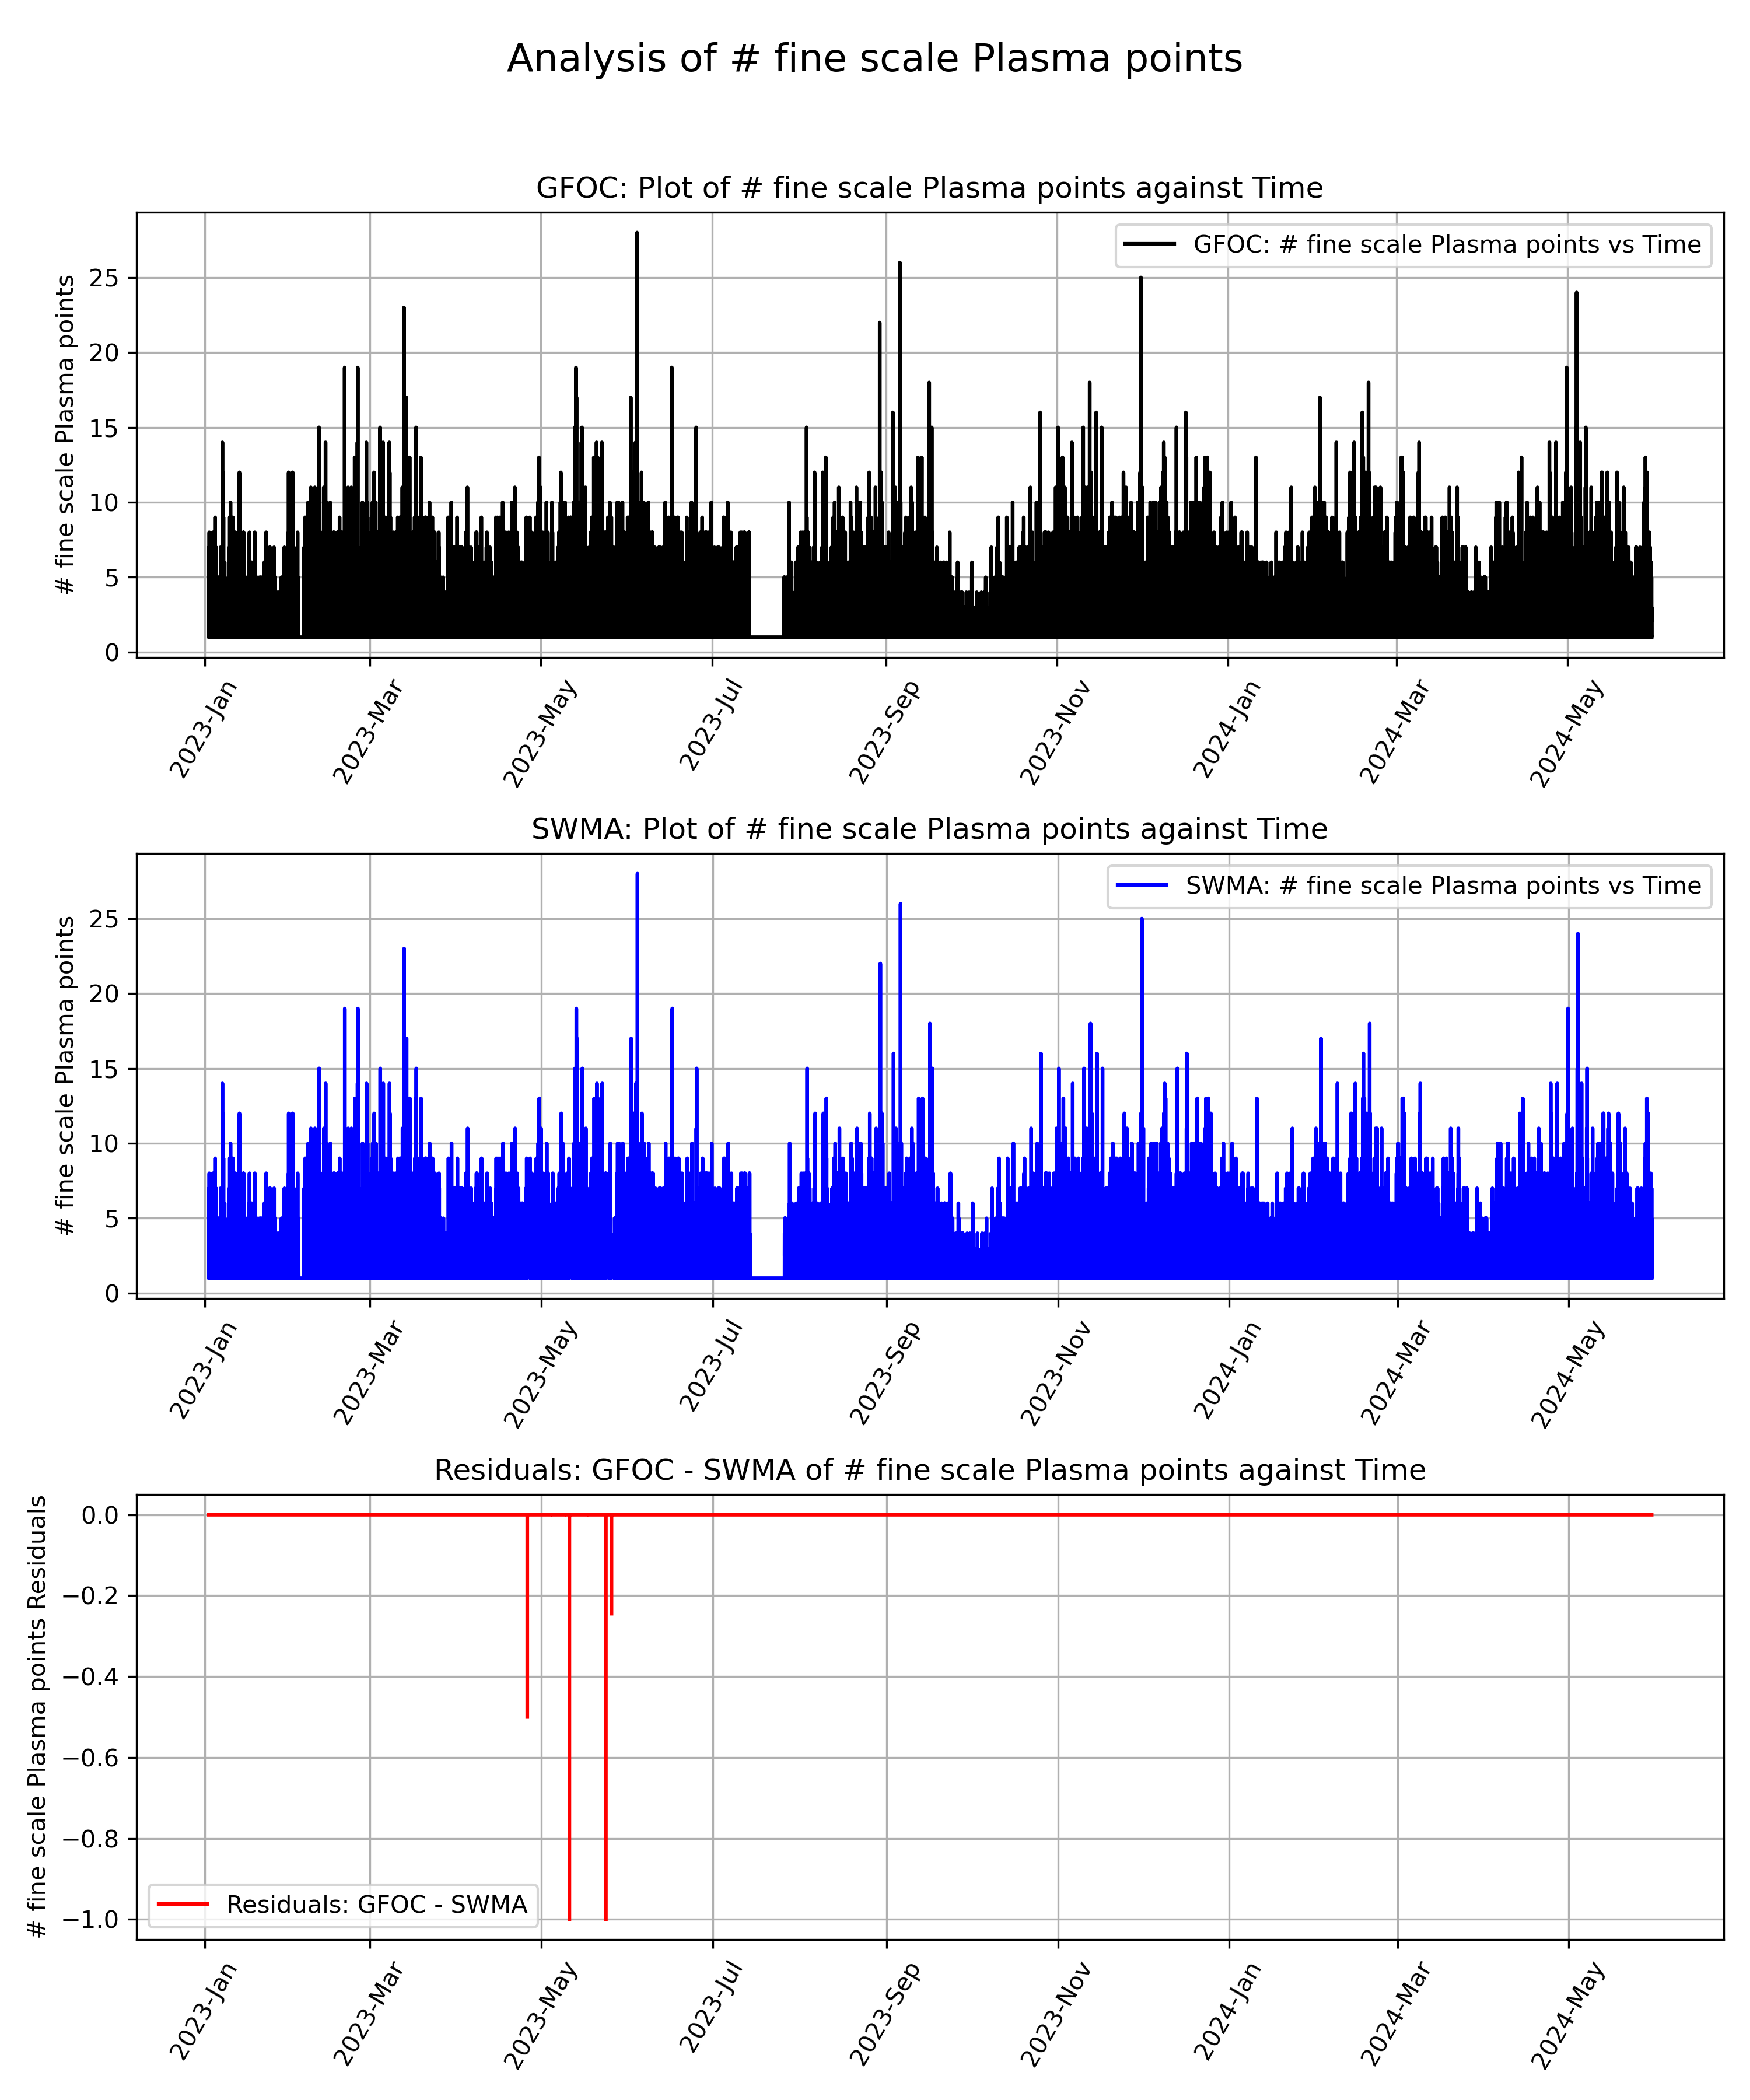 Analysis of # fine scale Plasma points
GFOC: Plot of # fine scale Plasma points against Time
# fine scale Plasma points
GFOC: # fine scale Plasma points vs Time
25
20
15
10
5
0
2023-Jan
2023-Mar
2023-May
2023-Jul
2023-Sep
2023-Nov
2024-Jan
2024-Mar
2024-May
SWMA: Plot of # fine scale Plasma points against Time
# fine scale Plasma points
SWMA: # fine scale Plasma points vs Time
25
20
15
10
5
0
2023-Jan
2023-Mar
2023-May
2023-Jul
2023-Sep
2023-Nov
2024-Jan
2024-Mar
2024-May
Residuals: GFOC - SWMA of # fine scale Plasma points against Time
# fine scale Plasma points Residuals
0.0
−0.2
−0.4
−0.6
−0.8
−1.0
Residuals: GFOC - SWMA
2023-Jan
2023-Mar
2023-May
2023-Jul
2023-Sep
2023-Nov
2024-Jan
2024-Mar
2024-May